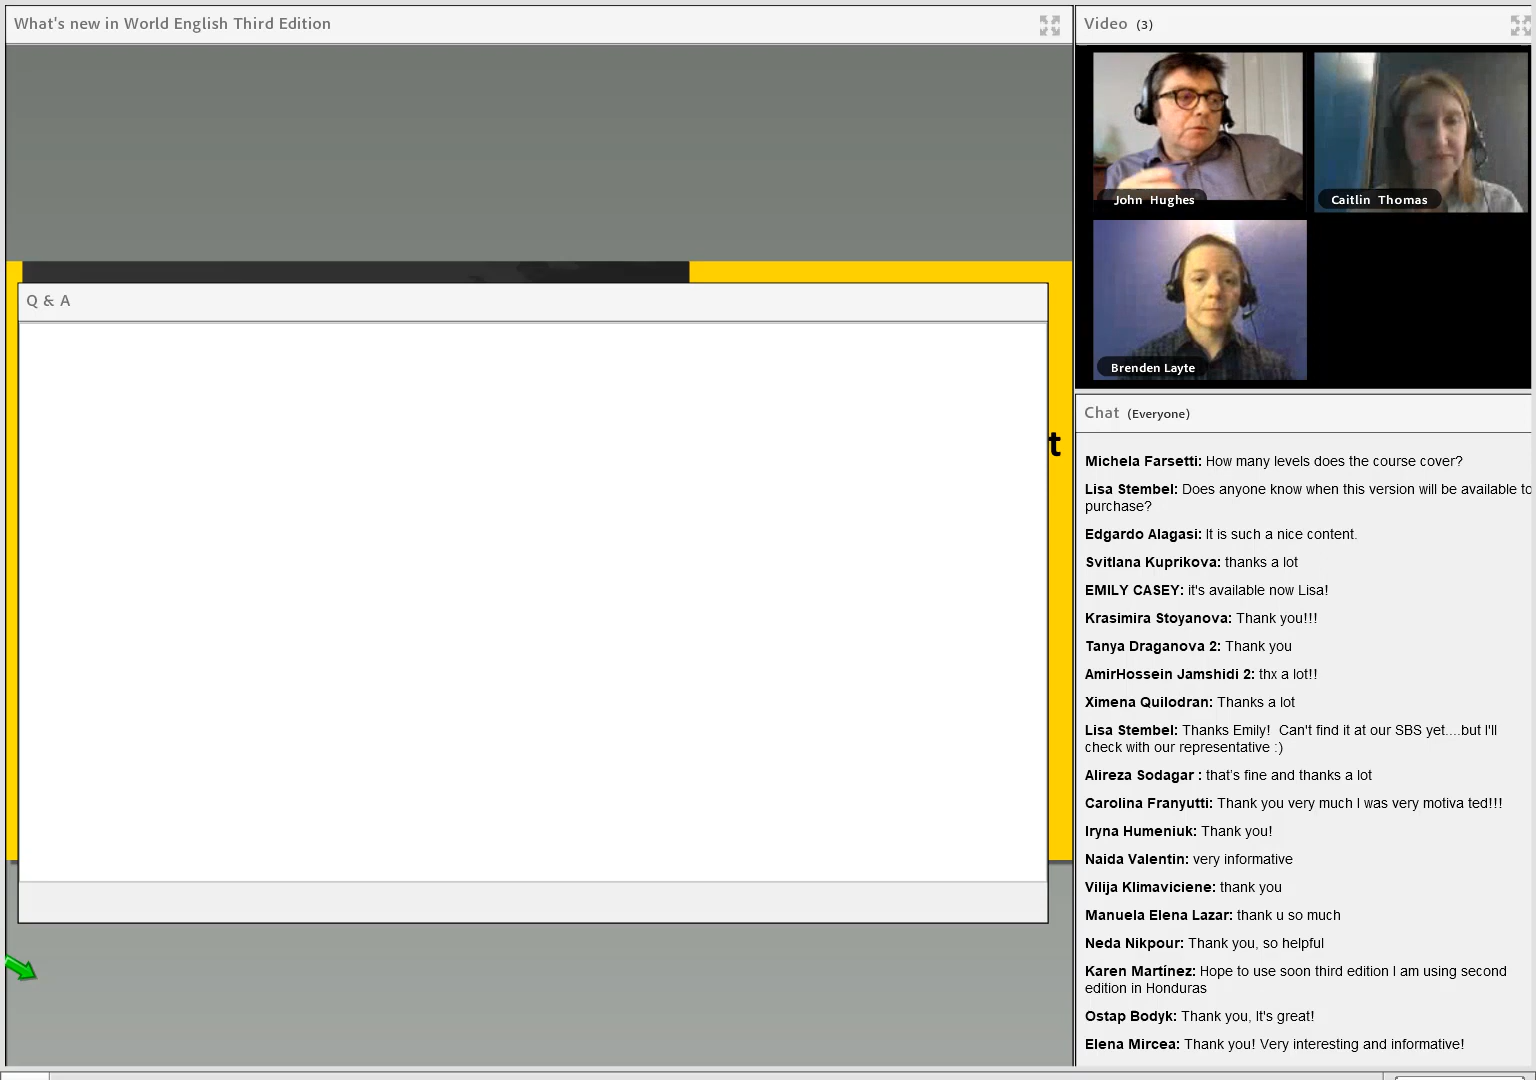 What's new in World English Third Edition
Q & A
t
Video (3)
John Hughes
Caitlin Thomas
Brenden Layte
Chat (Everyone)
Michela Farsetti: How many levels does the course cover?
Lisa Stembel: Does anyone know when this version will be available to
purchase?
Edgardo Alagasi: It is such a nice content.
Svitlana Kuprikova: thanks a lot
EMILY CASEY: it's available now Lisa!
Krasimira Stoyanova: Thank you!!!
Tanya Draganova 2: Thank you
AmirHossein Jamshidi 2: thx a lot!!
Ximena Quilodran: Thanks a lot
Lisa Stembel: Thanks Emily!  Can't find it at our SBS yet....but I'll
check with our representative :)
Alireza Sodagar : that's fine and thanks a lot
Carolina Franyutti: Thank you very much I was very motiva ted!!!
Iryna Humeniuk: Thank you!
Naida Valentin: very informative
Vilija Klimaviciene: thank you
Manuela Elena Lazar: thank u so much
Neda Nikpour: Thank you, so helpful
Karen Martínez: Hope to use soon third edition I am using second
edition in Honduras
Ostap Bodyk: Thank you, It's great!
Elena Mircea: Thank you! Very interesting and informative!